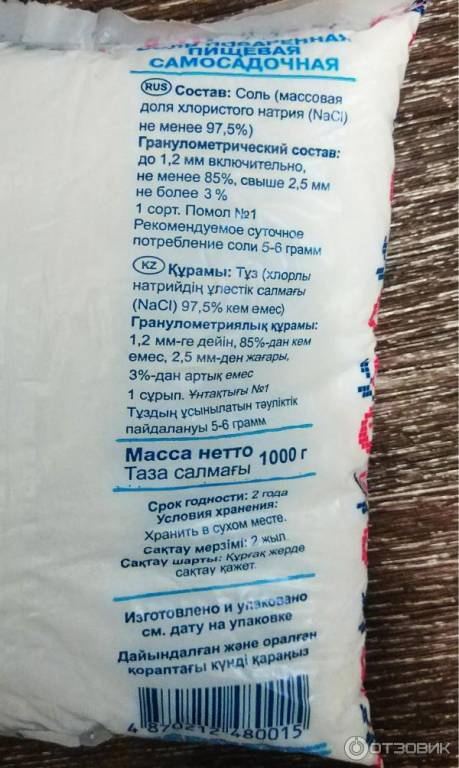 ПИЩЕВАЯ
САМОСАДОЧНАЯ
RUS Состав: Соль (массовая
доля хлористого натрия (NaCl)
не менее 97,5%)
Гранулометрический состав:
до 1,2 мм включительно,
не менее 85%, свыше 2,5 мм
не более 3 %
1 сорт. Помол №1
Рекомендуемое суточное
потребление соли 5-6 грамм
KZ Құрамы: Тұз (хлорлы
натрийдің үлестік салмағы
(NaCl) 97,5% кем емес)
Гранулометриялық құрамы:
1,2 мм-ге дейін, 85%-дан кем
емес, 2,5 мм-ден жағары,
3%-дан артық емес
1 сұрып. Ұнтақтығы №1
Тұздың ұсынылатын тәуліктік
пайдалануы 5-6 грамм
Масса нетто 1000 г
Таза салмағы
Срок годности: 2 года
Условия хранения:
Хранить в сухом месте.
Сақтау мерзімі: 2 жыл
Сақтау шарты: Құрғақ жерде
сақтау қажет.
Изготовлено и упаковано
см. дату на упаковке
Дайындалған және оралған
қораптағы күнді қараңыз
4 870212 480015
ОТЗОВИК